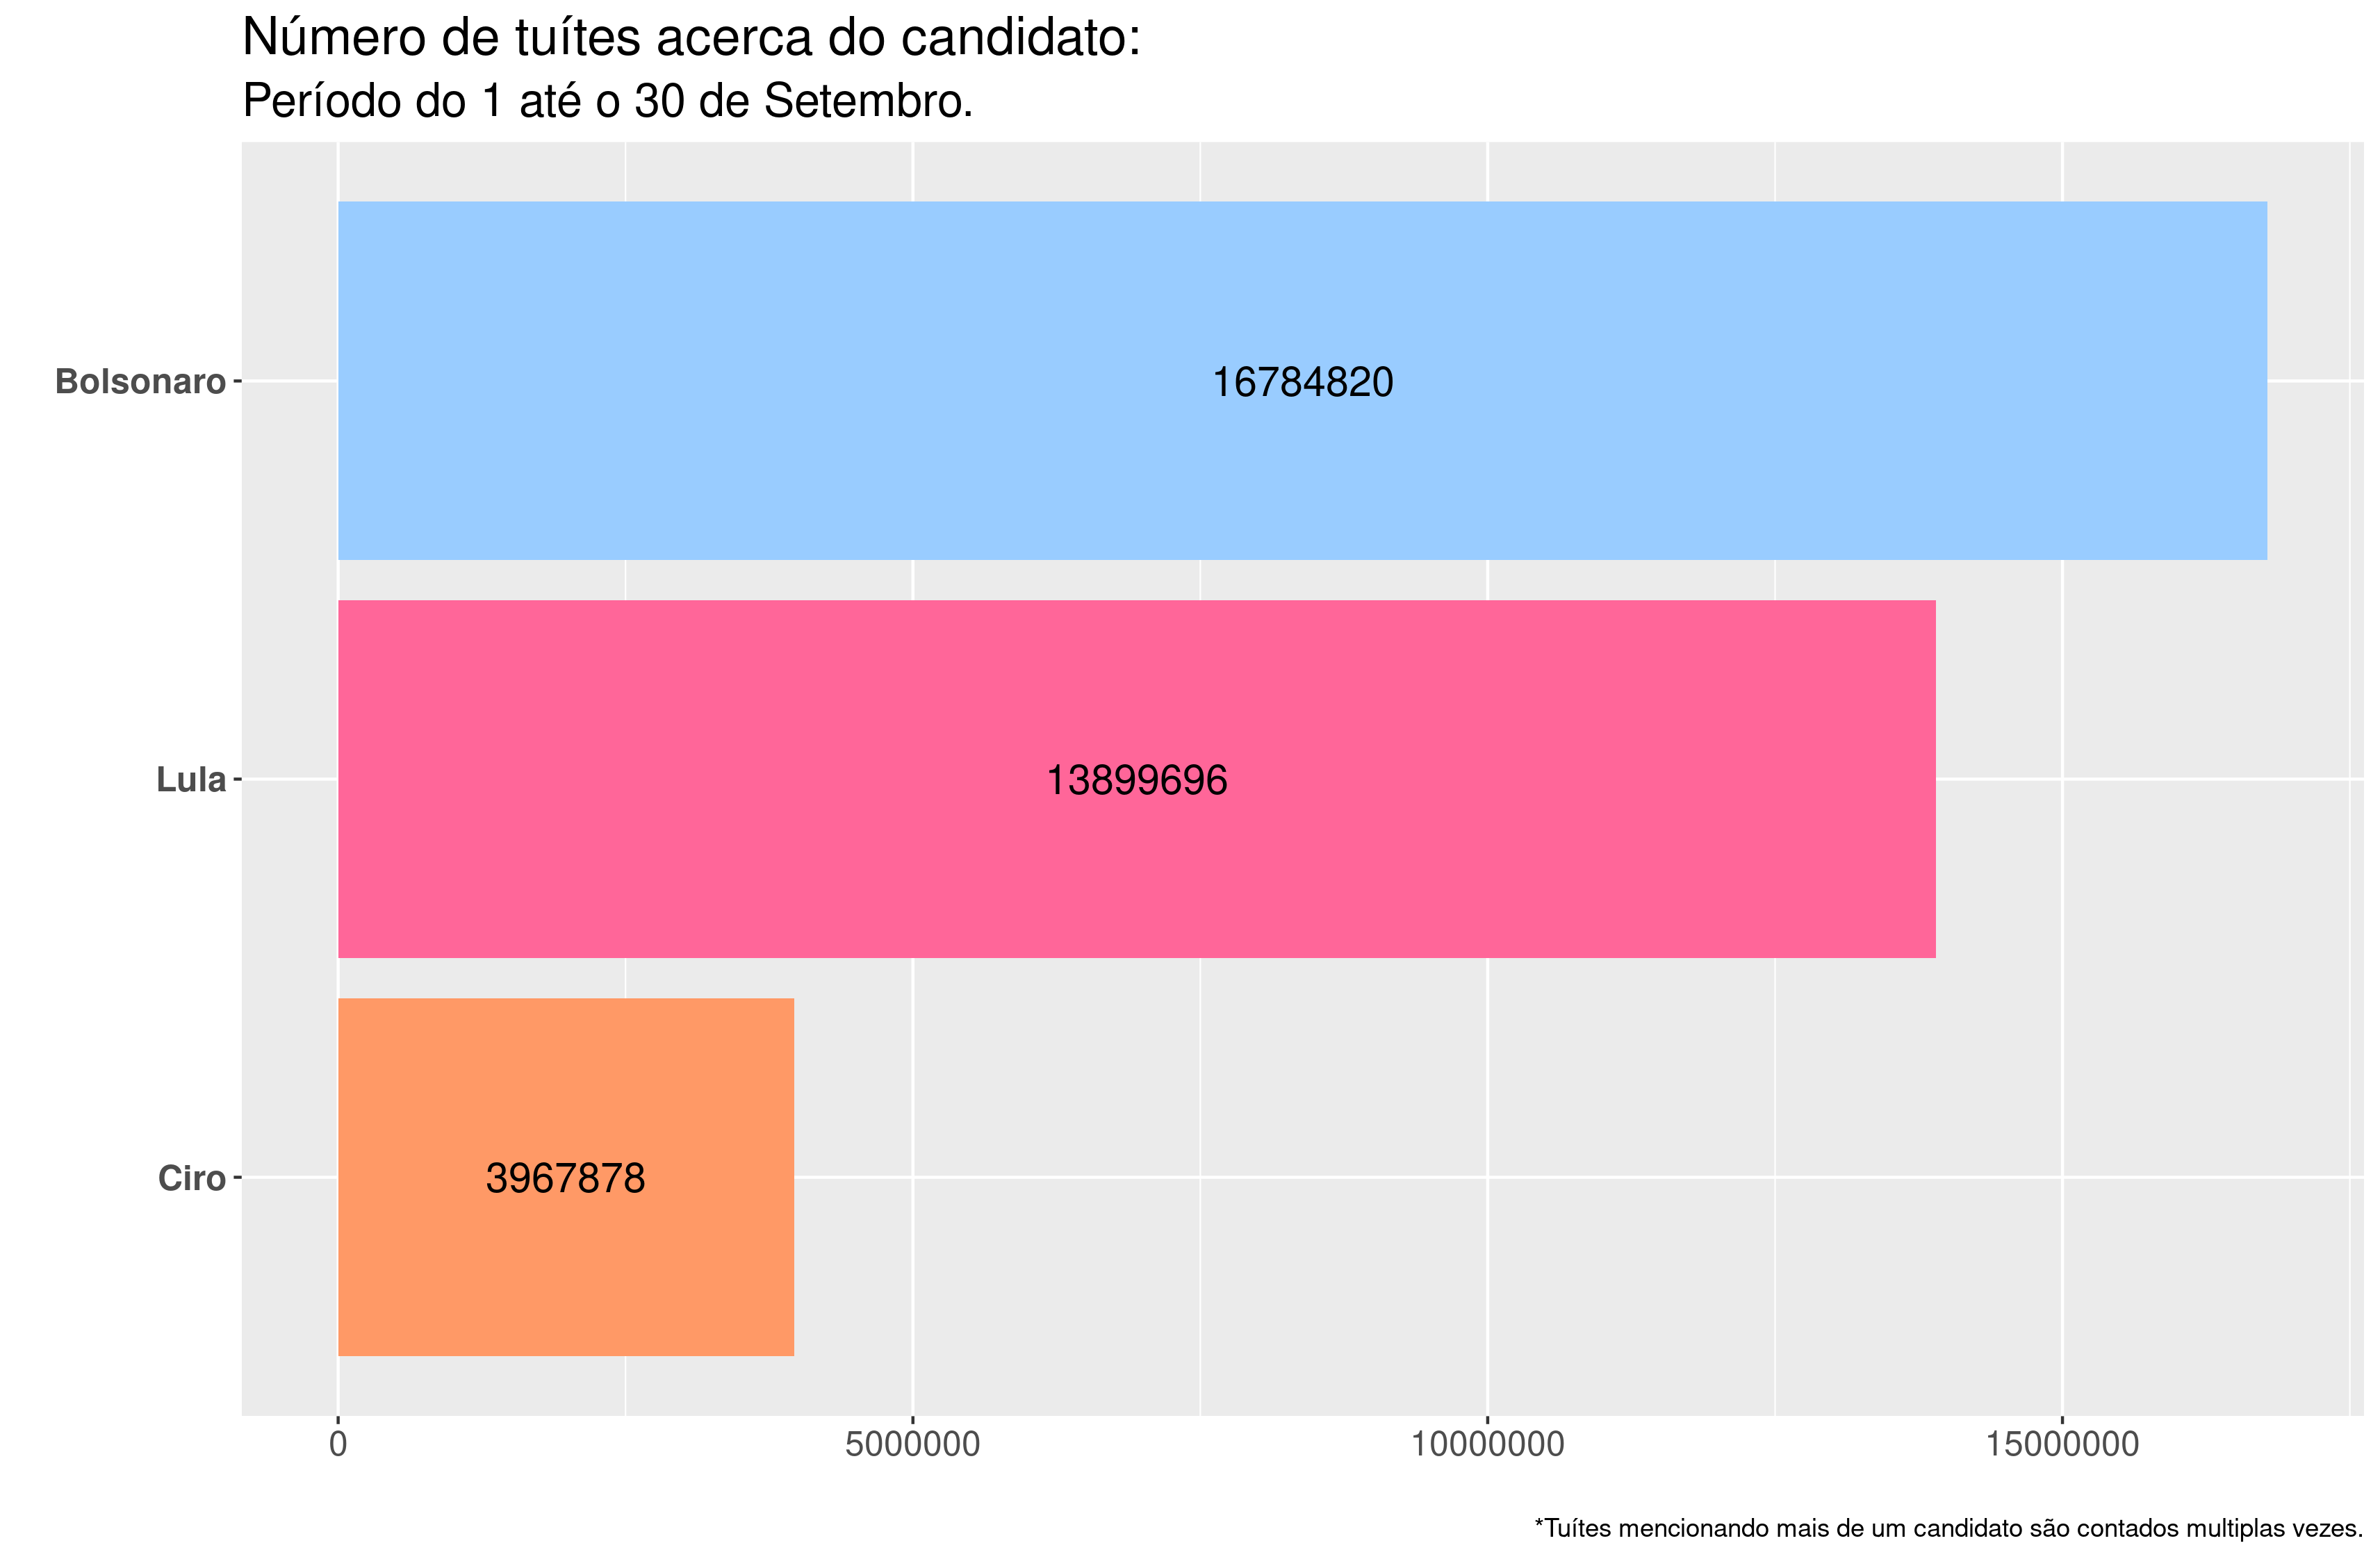 Número de tuítes acerca do candidato:
Período do 1 até o 30 de Setembro.
Bolsonaro
16784820
Lula
13899696
Ciro
3967878
0 5000000 10000000 15000000
*Tuítes mencionando mais de um candidato são contados multiplas vezes.